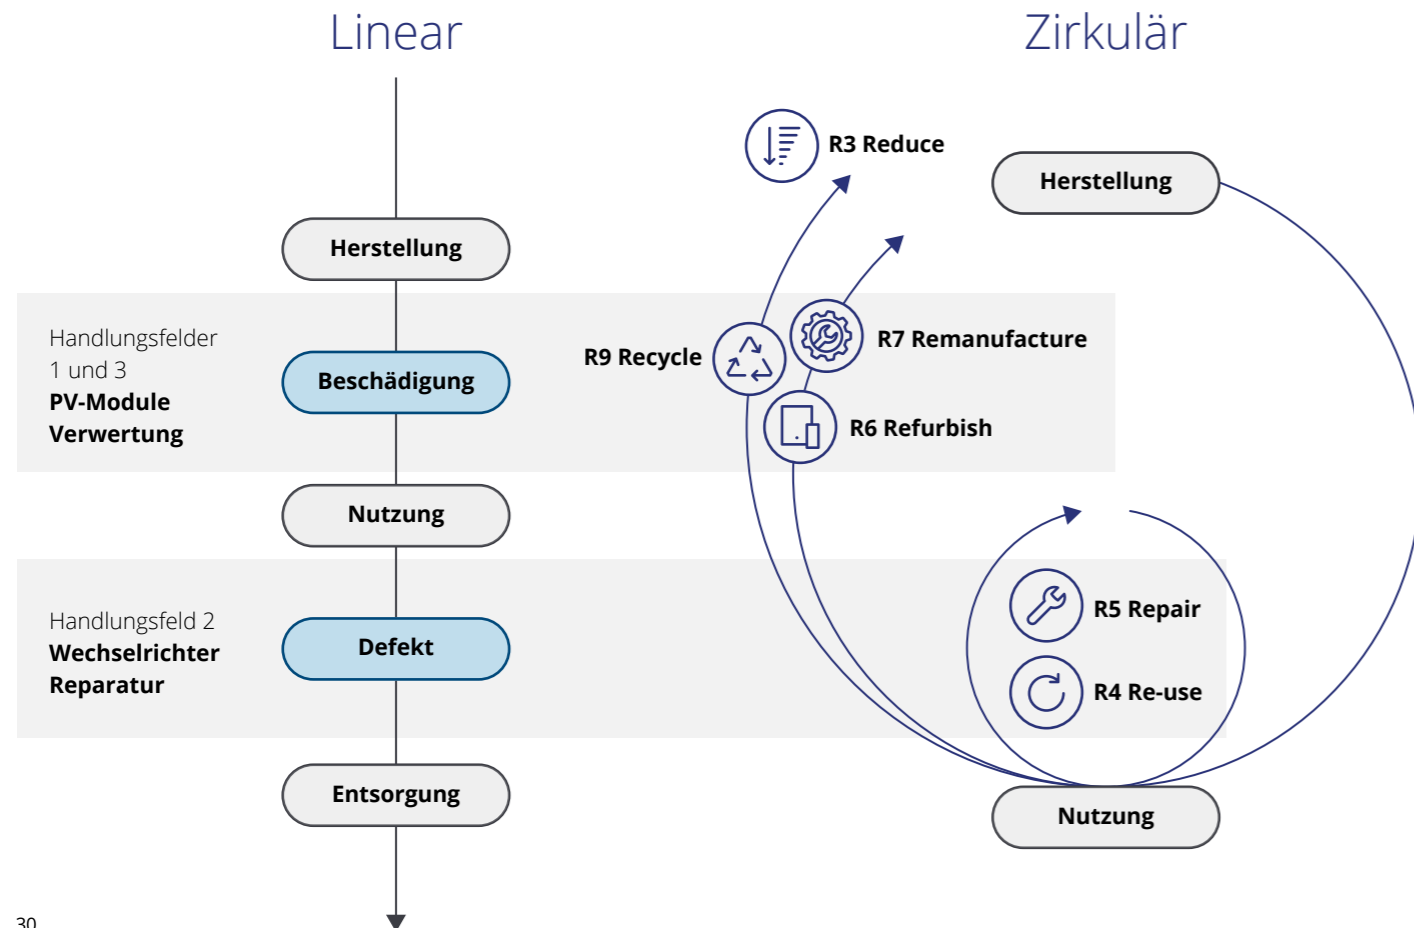 Linear
Zirkulär
R3 Reduce
Herstellung
Herstellung
Handlungsfelder
1 und 3
PV-Module
Verwertung
Beschädigung
R9 Recycle
R7 Remanufacture
R6 Refurbish
Nutzung
Handlungsfeld 2
Wechselrichter
Reparatur
Defekt
R5 Repair
R4 Re-use
Entsorgung
Nutzung
30